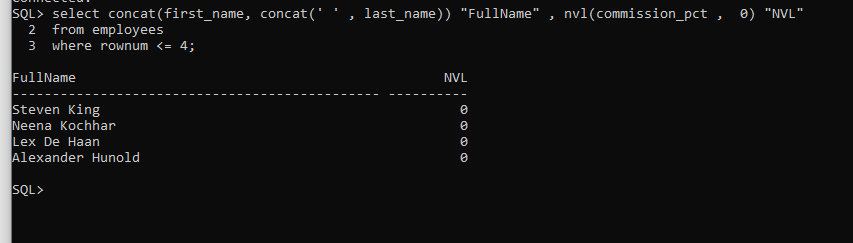 SQL> select concat(first_name, concat(' ' , last_name)) "FullName" , nvl(commission_pct ,  0) "NVL"
  2  from employees
  3  where rownum <= 4;
FullName                                              NVL
---------------------------------------------- ----------
Steven King                                             0
Neena Kochhar                                           0
Lex De Haan                                             0
Alexander Hunold                                        0
SQL>